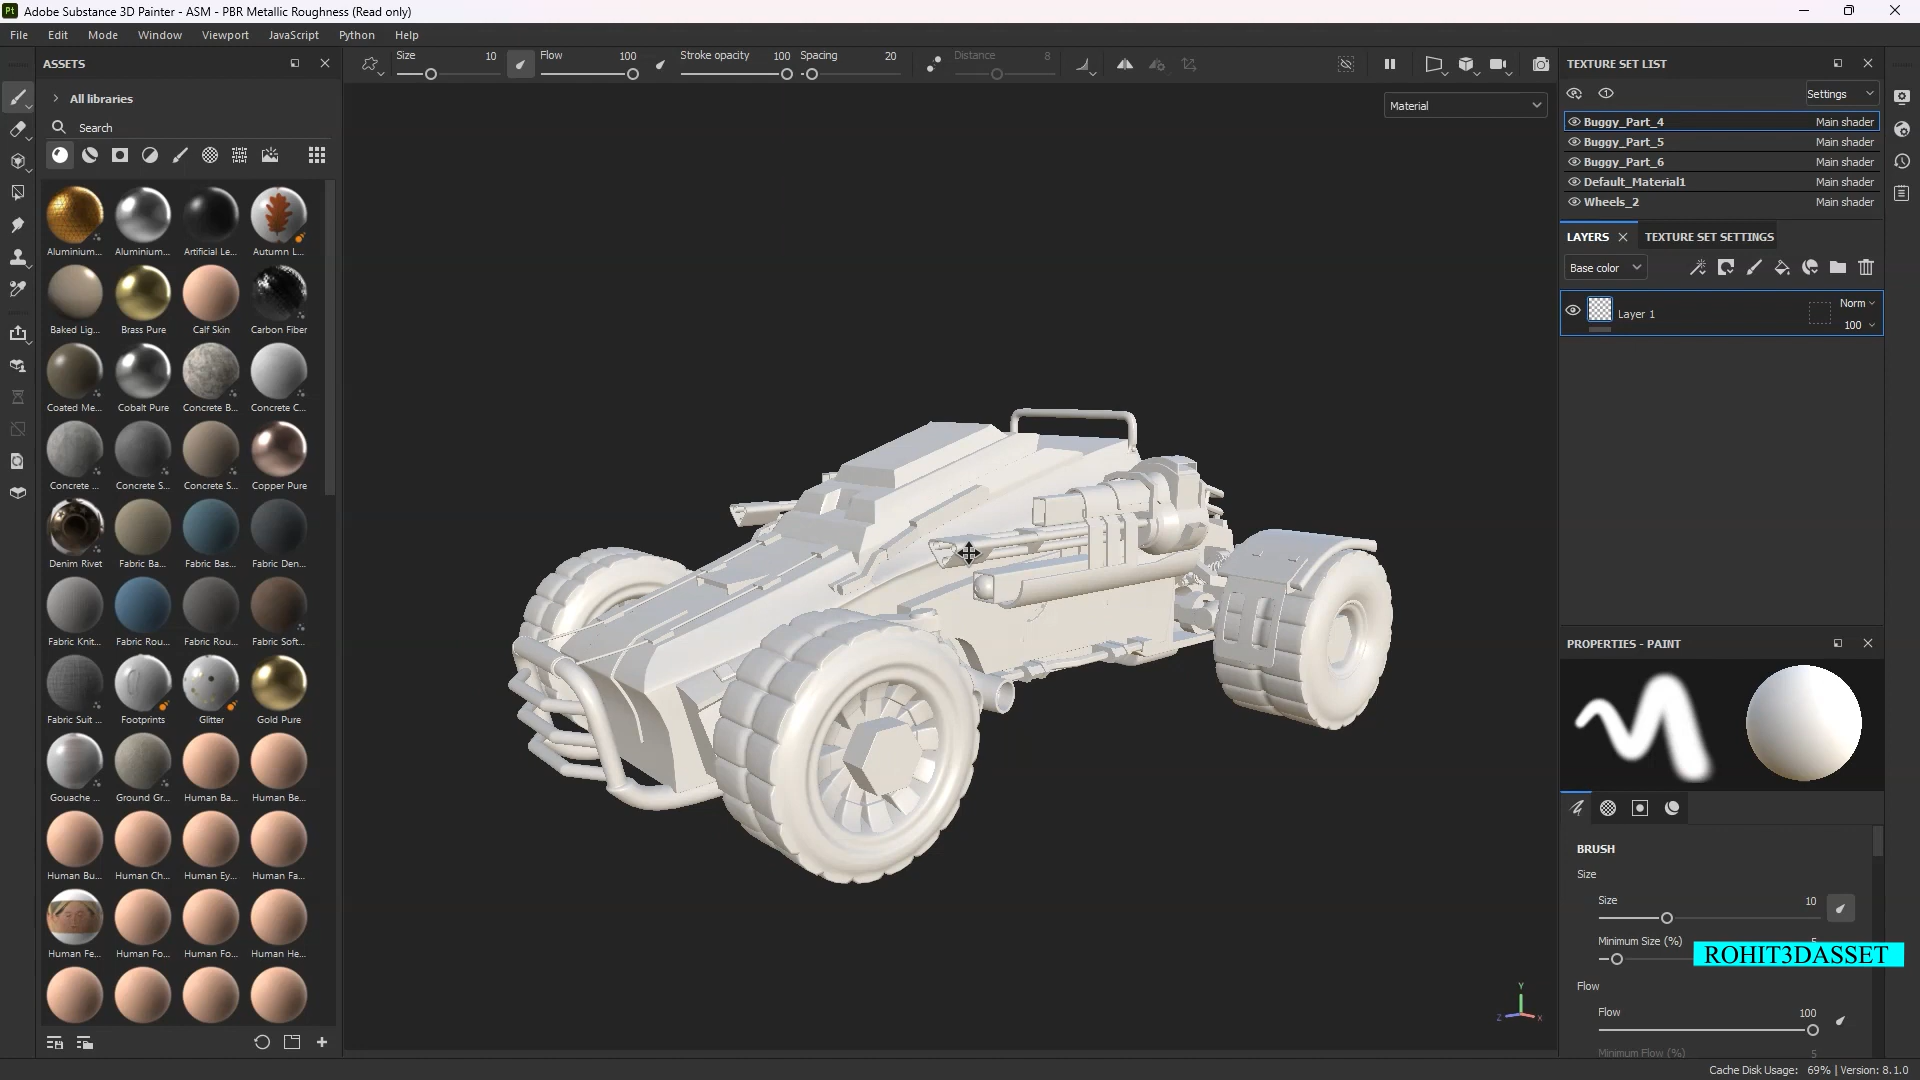 Pt Adobe Substance 3D Painter - ASM - PBR Metallic Roughness (Read only)
File Edit Mode Window Viewport JavaScript Python Help
ASSETS
Size 10 Flow 100 Stroke opacity 100 Spacing 20 Distance 8
All libraries
Search
Material
Aluminium... Aluminium... Artificial Le... Autumn L...
Baked Lig... Brass Pure Calf Skin Carbon Fiber
Coated Me... Cobalt Pure Concrete B... Concrete C...
Concrete ... Concrete S... Concrete S... Copper Pure
Denim Rivet Fabric Ba... Fabric Bas... Fabric Den...
Fabric Knit... Fabric Rou... Fabric Rou... Fabric Soft...
Fabric Suit ... Footprints Glitter Gold Pure
Gouache ... Ground Gr... Human Ba... Human Be...
Human Bu... Human Ch... Human Ey... Human Fa...
Human Fe... Human Fo... Human Fo... Human He...
Y
Z X
TEXTURE SET LIST
Settings
Buggy_Part_4 Main shader
Buggy_Part_5 Main shader
Buggy_Part_6 Main shader
Default_Material1 Main shader
Wheels_2 Main shader
LAYERS TEXTURE SET SETTINGS
Base color
Layer 1 Norm
100
PROPERTIES - PAINT
BRUSH
Size
Size 10
Minimum Size (%) 5
ROHIT3DASSET
Flow
Flow 100
Minimum Flow (%) 5
Cache Disk Usage: 69% | Version: 8.1.0